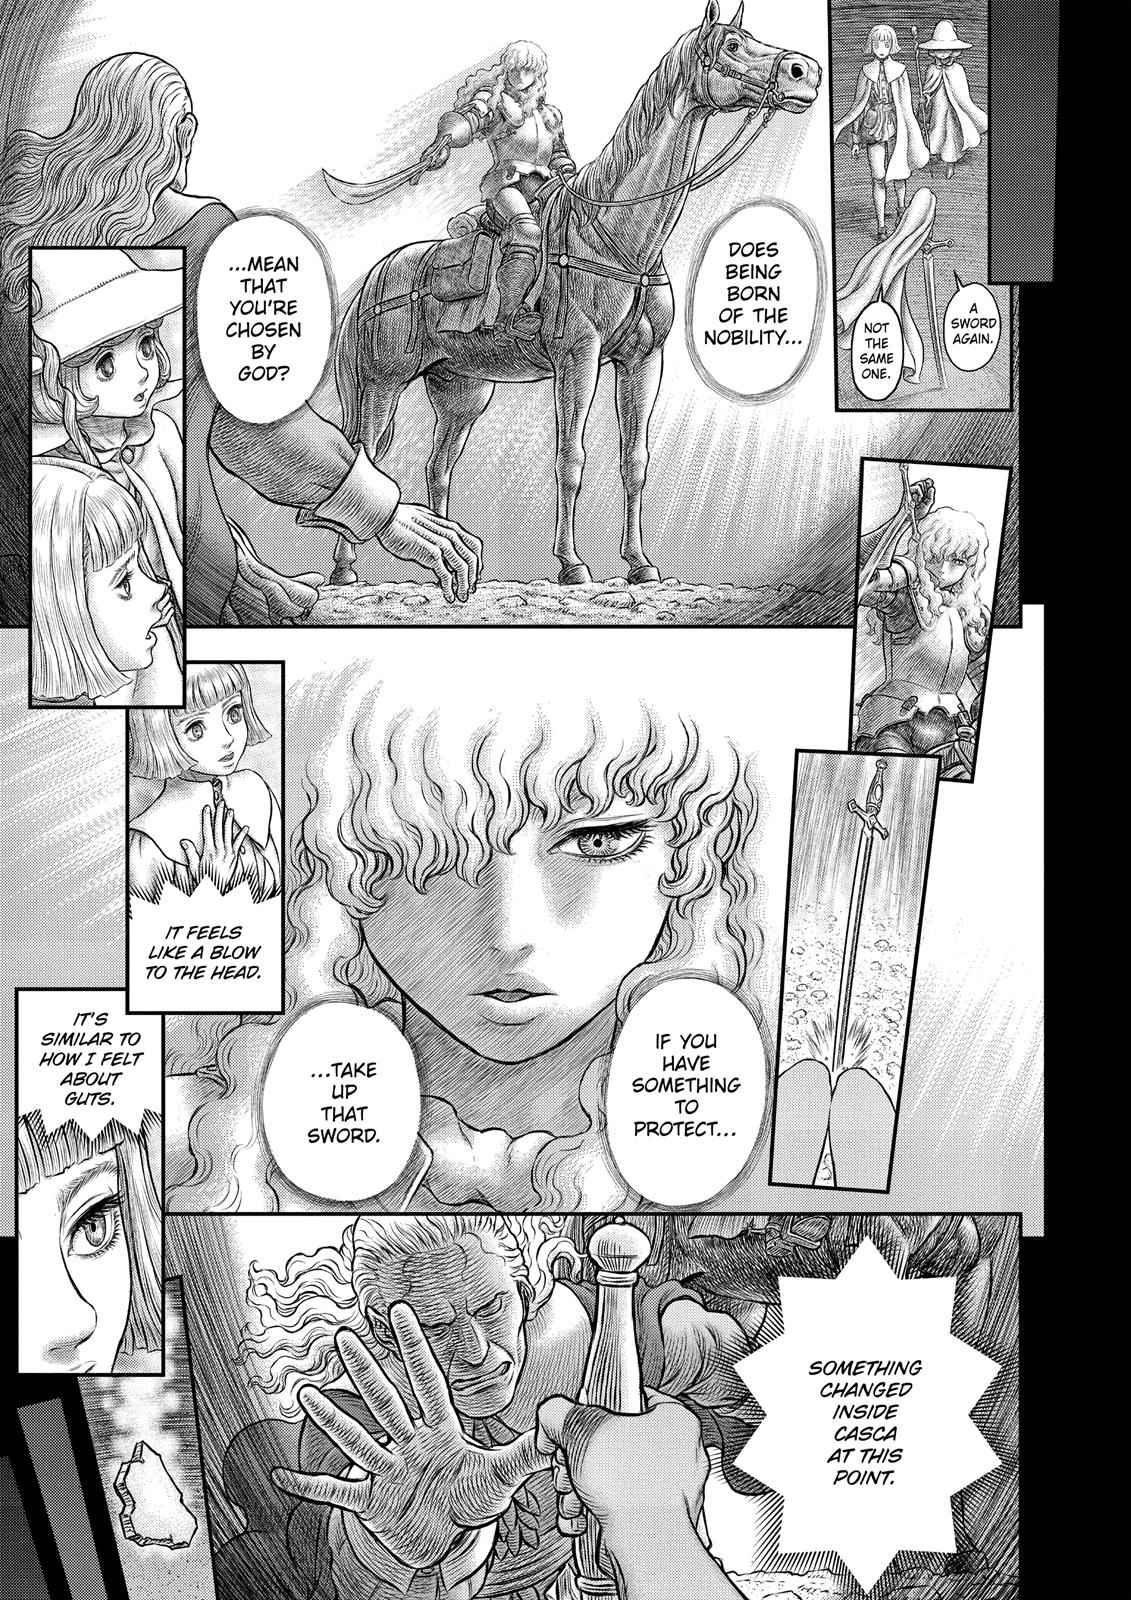 A
SWORD
AGAIN.
NOT
THE
SAME
ONE.
DOES
BEING
BORN
OF THE
NOBILITY...
...MEAN
THAT
YOU'RE
CHOSEN
BY
GOD?
IF YOU
HAVE
SOMETHING
TO
PROTECT...
...TAKE
UP
THAT
SWORD.
IT FEELS
LIKE A BLOW
TO THE HEAD.
IT'S
SIMILAR TO
HOW I FELT
ABOUT
GUTS.
SOMETHING
CHANGED
INSIDE
CASCA
AT THIS
POINT.